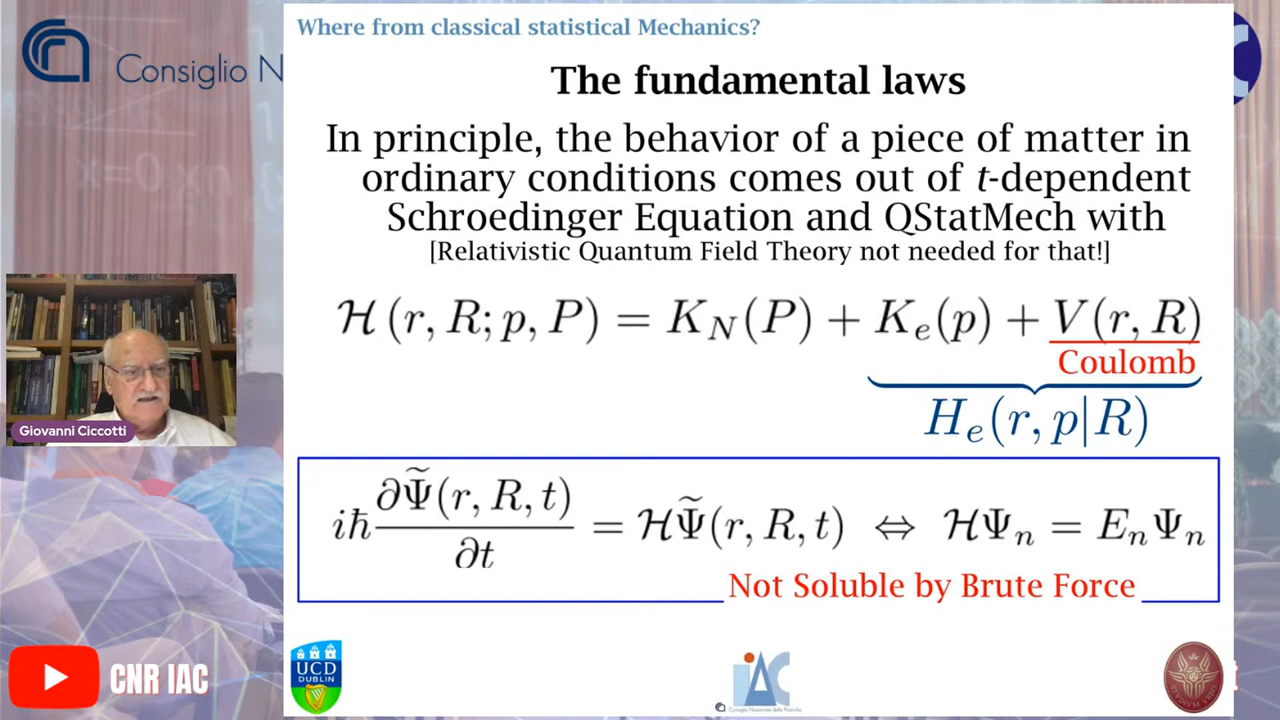 Where from classical statistical Mechanics?
Consiglio N
The fundamental laws
In principle, the behavior of a piece of matter in
ordinary conditions comes out of t-dependent
Schroedinger Equation and QStatMech with
[Relativistic Quantum Field Theory not needed for that!]
ℋ(r, R; p, P) = K_N(P) + K_e(p) + V(r, R)
Coulomb
H_e(r, p|R)
iℏ ∂Ψ̃(r, R, t)/∂t = ℋΨ̃(r, R, t) ⇔ ℋΨ_n = E_nΨ_n
Not Soluble by Brute Force
Giovanni Ciccotti
CNR IAC
UCD
DUBLIN
iAC